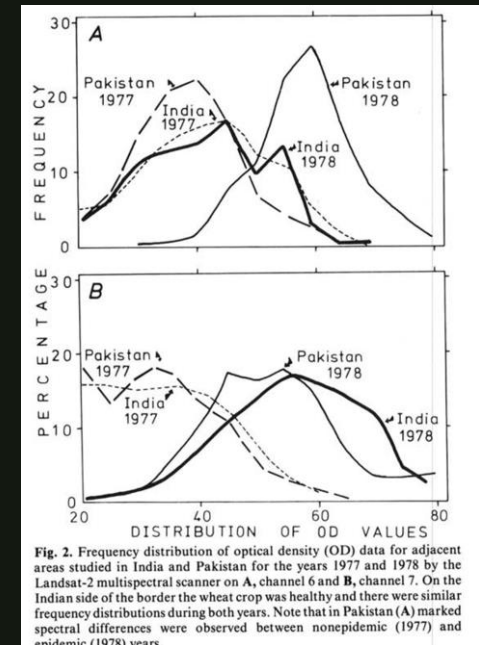 A
30
20
10
0
FREQUENCY
Pakistan
1977
India
1977
Pakistan
1978
India
1978
B
30
20
10
0
PERCENTAGE
Pakistan
1977
India
1977
Pakistan
1978
India
1978
20 40 60 80
DISTRIBUTION OF OD VALUES
Fig. 2. Frequency distribution of optical density (OD) data for adjacent
areas studied in India and Pakistan for the years 1977 and 1978 by the
Landsat-2 multispectral scanner on A, channel 6 and B, channel 7. On the
Indian side of the border the wheat crop was healthy and there were similar
frequency distributions during both years. Note that in Pakistan (A) marked
spectral differences were observed between nonepidemic (1977) and
epidemic (1978) years.